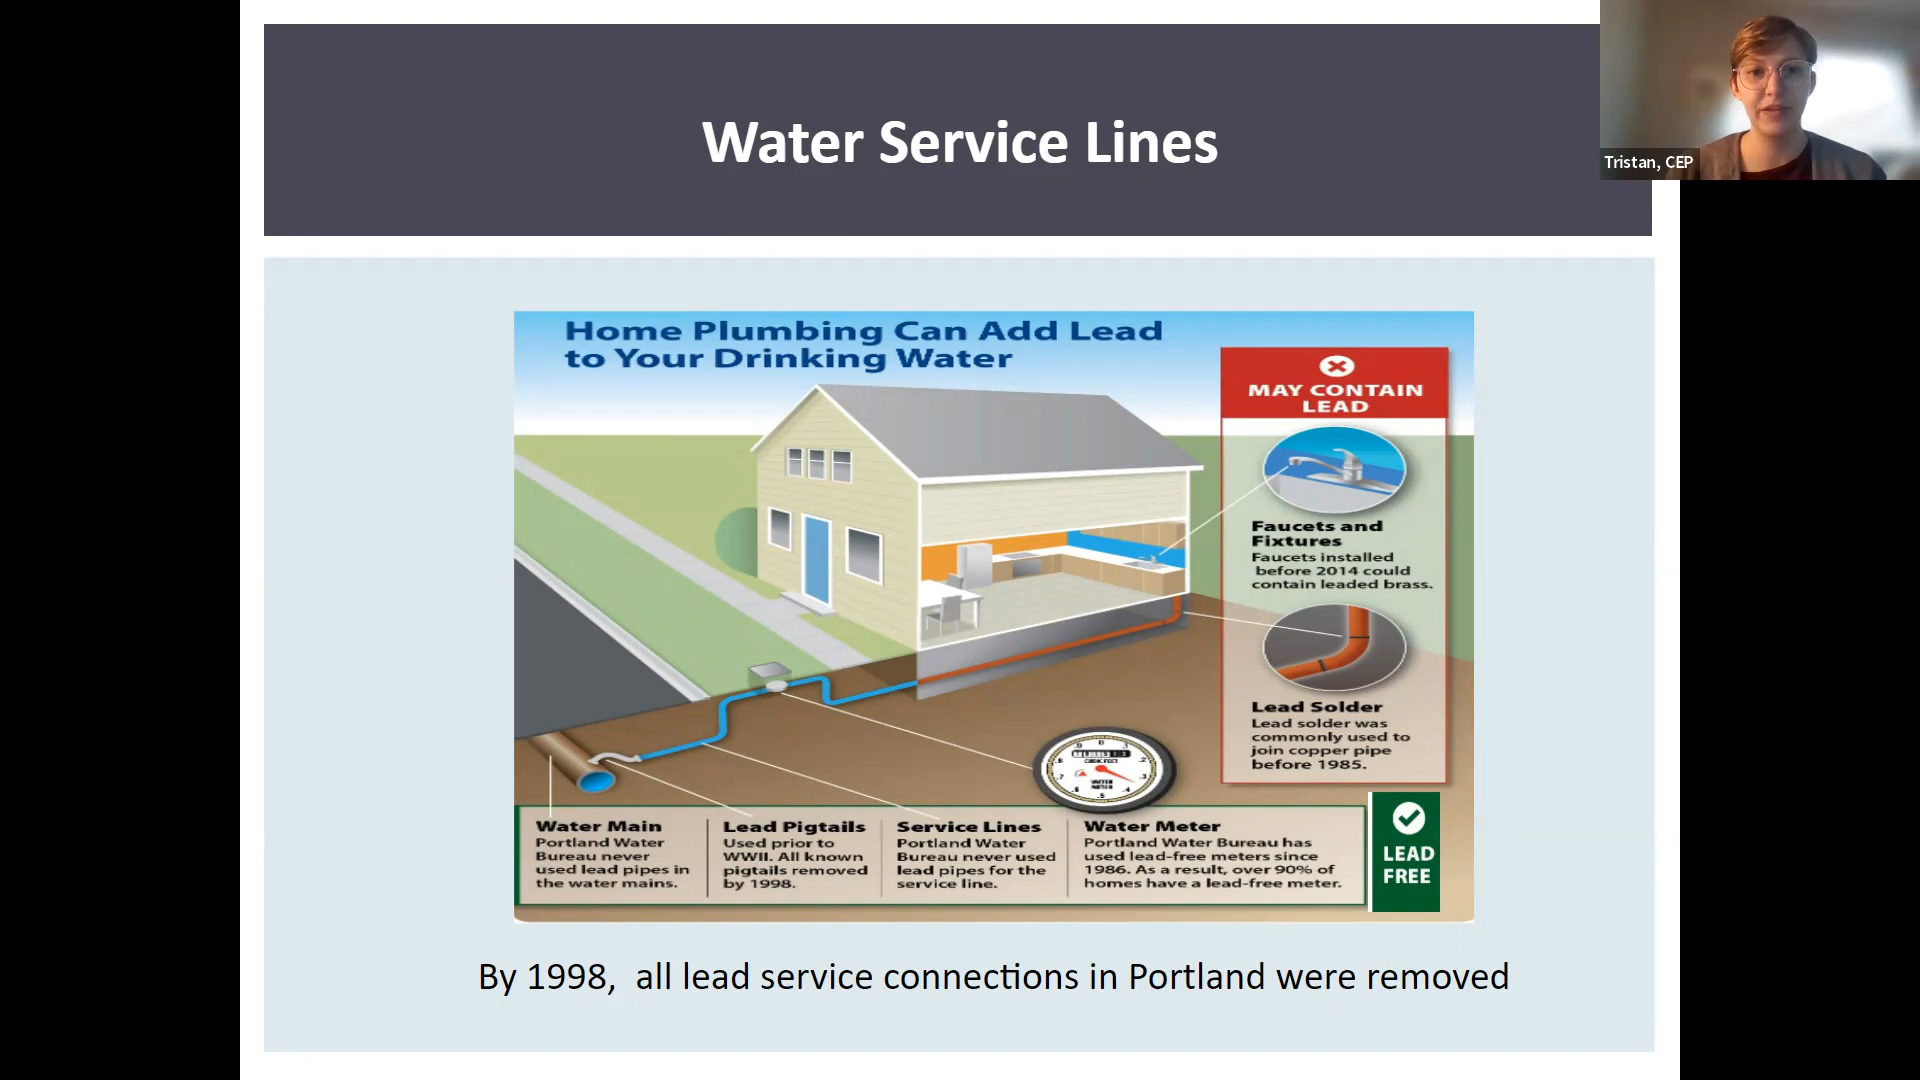 Water Service Lines
Tristan, CEP
Home Plumbing Can Add Lead
to Your Drinking Water
MAY CONTAIN
LEAD
Faucets and
Fixtures
Faucets installed
before 2014 could
contain leaded brass.
Lead Solder
Lead solder was
commonly used to
join copper pipe
before 1985.
CUBIC FEET
WATER
METER
Water Main
Portland Water
Bureau never
used lead pipes in
the water mains.
Lead Pigtails
Used prior to
WWII. All known
pigtails removed
by 1998.
Service Lines
Portland Water
Bureau never used
lead pipes for the
service line.
Water Meter
Portland Water Bureau has
used lead-free meters since
1986. As a result, over 90% of
homes have a lead-free meter.
LEAD
FREE
By 1998,  all lead service connections in Portland were removed